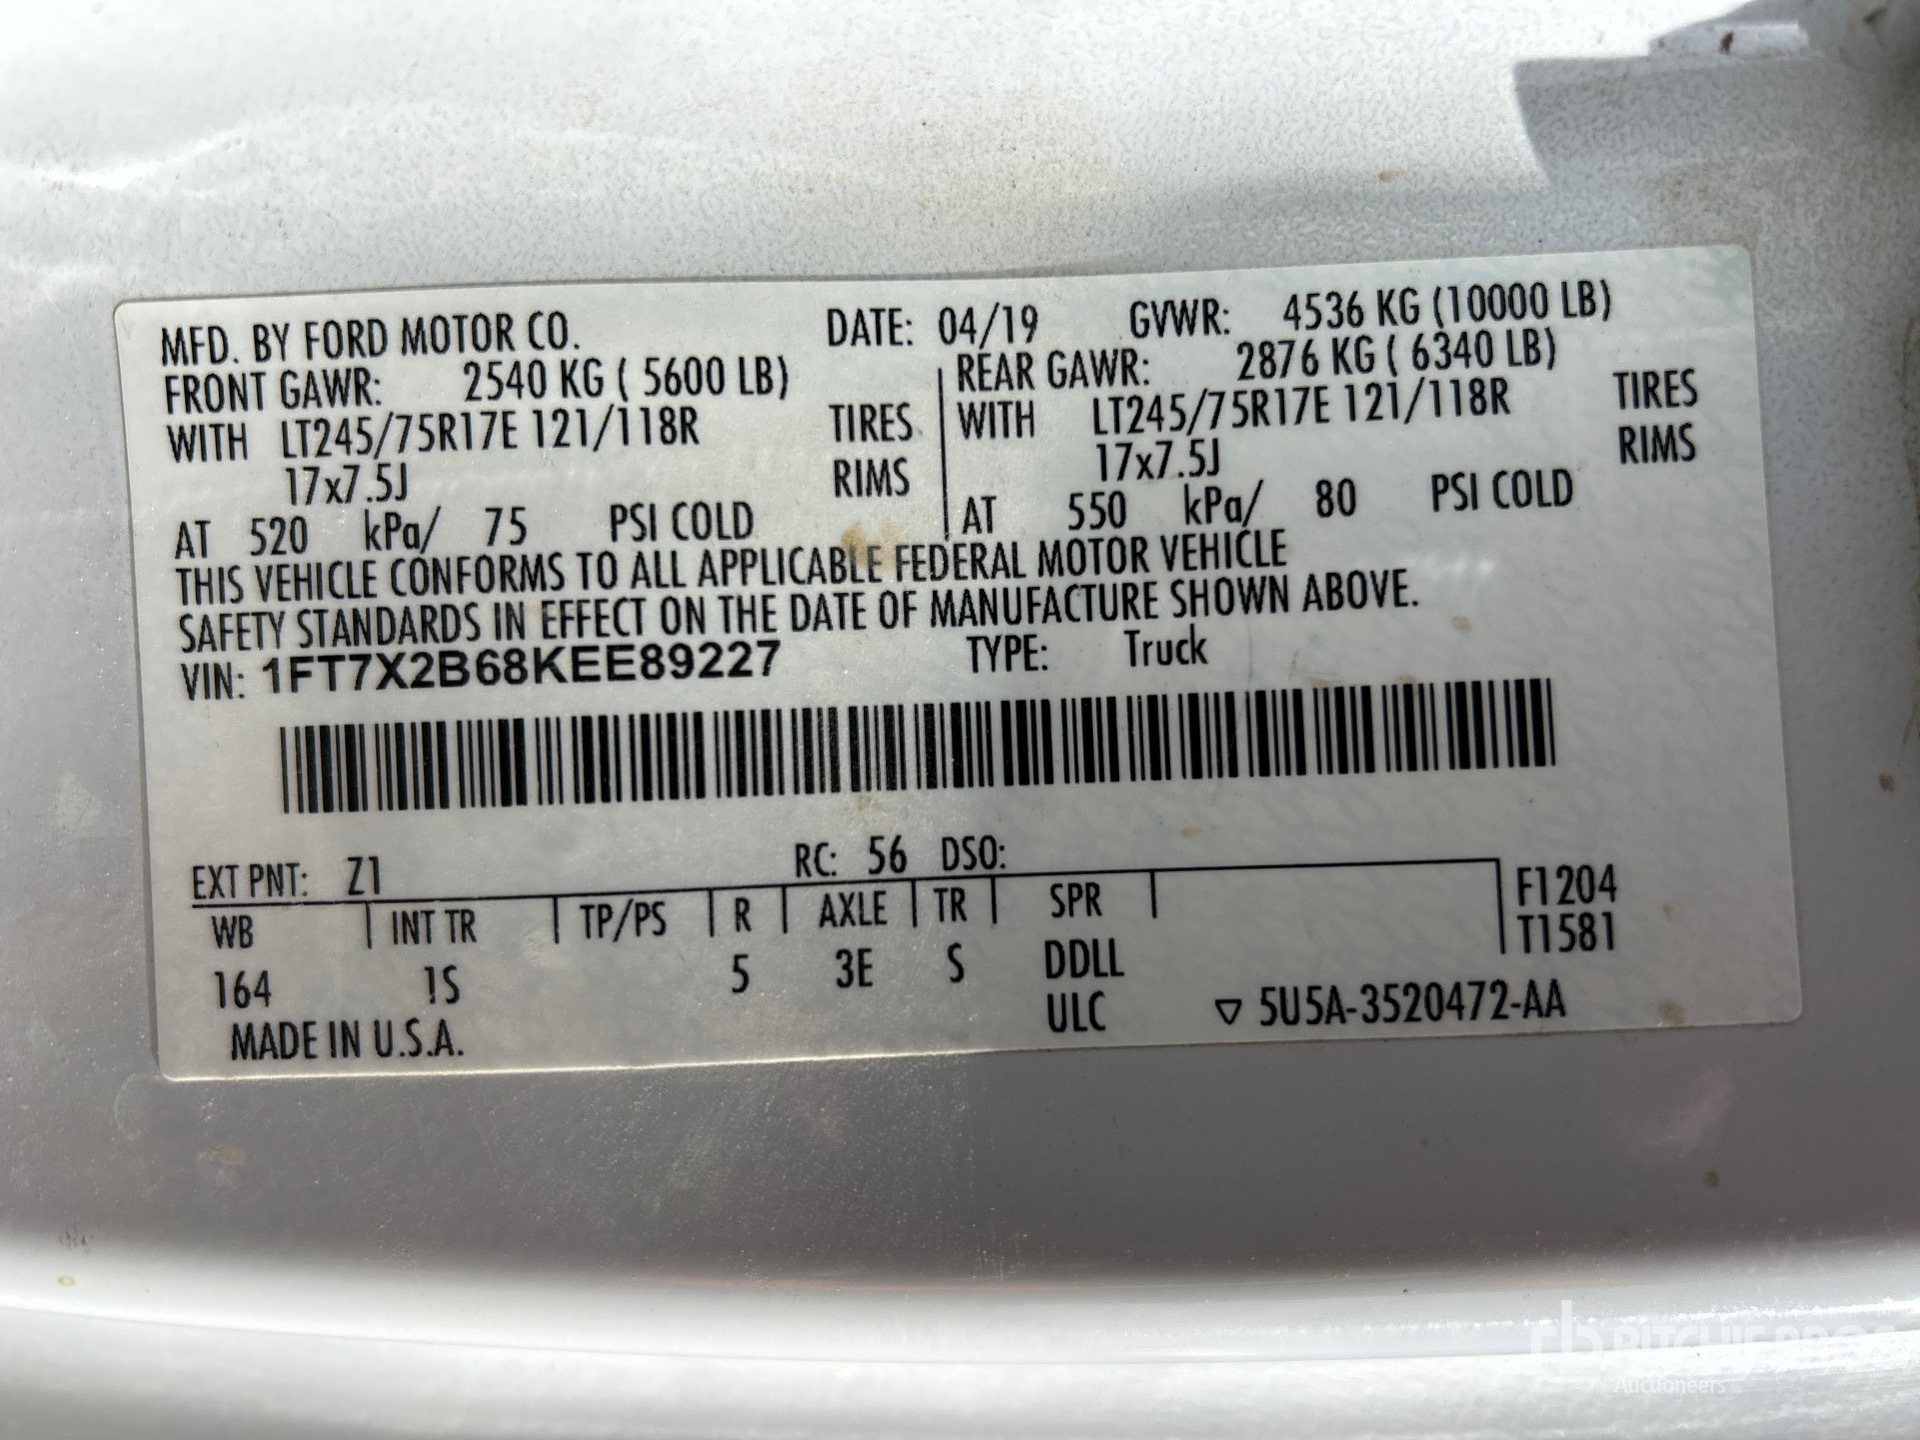 MFD. BY FORD MOTOR CO. DATE: 04/19 GVWR: 4536 KG (10000 LB)
FRONT GAWR: 2540 KG ( 5600 LB) REAR GAWR: 2876 KG ( 6340 LB)
WITH LT245/75R17E 121/118R TIRES WITH LT245/75R17E 121/118R TIRES
17x7.5J RIMS 17x7.5J RIMS
AT 520 kPa/ 75 PSI COLD AT 550 kPa/ 80 PSI COLD
THIS VEHICLE CONFORMS TO ALL APPLICABLE FEDERAL MOTOR VEHICLE
SAFETY STANDARDS IN EFFECT ON THE DATE OF MANUFACTURE SHOWN ABOVE.
VIN: 1FT7X2B68KEE89227 TYPE: Truck
EXT PNT: Z1 RC: 56 DSO:
WB INT TR TP/PS R AXLE TR SPR F1204
T1581
164 1S 5 3E S DDLL
MADE IN U.S.A. ULC ▽ 5U5A-3520472-AA
rb RITCHIE BROS
Auctioneers